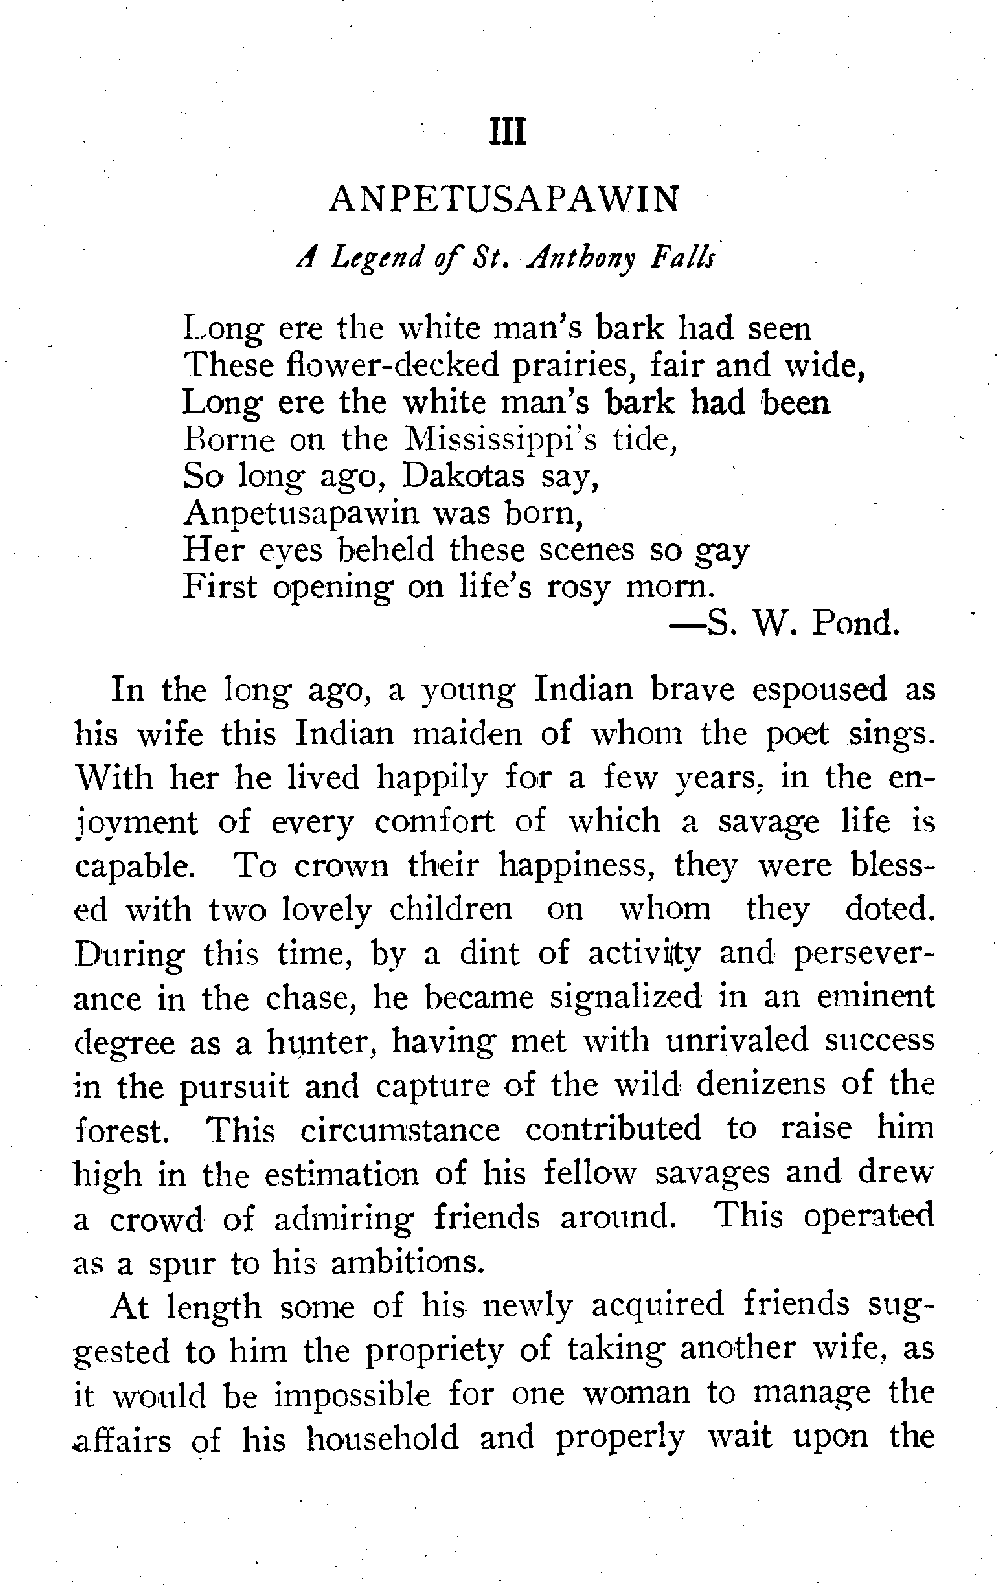 III
ANPETUSAPAWIN
A Legend of St. Anthony Falls
Long ere the white man's bark had seen
These flower-decked prairies, fair and wide,
Long ere the white man's bark had been
Borne on the Mississippi's tide,
So long ago, Dakotas say,
Anpetusapawin was born,
Her eyes beheld these scenes so gay
First opening on life's rosy morn.
—S. W. Pond.
In the long ago, a young Indian brave espoused as
his wife this Indian maiden of whom the poet sings.
With her he lived happily for a few years, in the en-
joyment of every comfort of which a savage life is
capable. To crown their happiness, they were bless-
ed with two lovely children on whom they doted.
During this time, by a dint of activity and persever-
ance in the chase, he became signalized in an eminent
degree as a hunter, having met with unrivaled success
in the pursuit and capture of the wild denizens of the
forest. This circumstance contributed to raise him
high in the estimation of his fellow savages and drew
a crowd of admiring friends around. This operated
as a spur to his ambitions.
At length some of his newly acquired friends sug-
gested to him the propriety of taking another wife, as
it would be impossible for one woman to manage the
affairs of his household and properly wait upon the